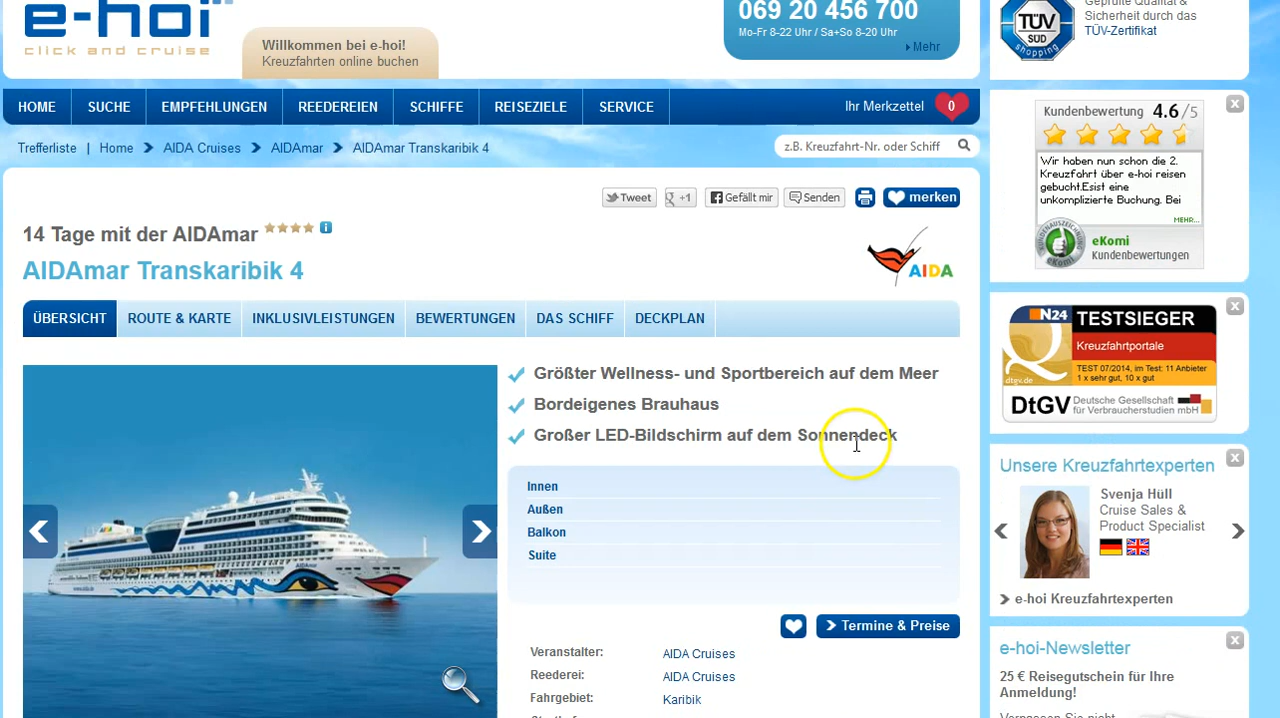 e-hoi
click and cruise
Willkommen bei e-hoi!
Kreuzfahrten online buchen
069 20 456 700
Mo-Fr 8-22 Uhr / Sa+So 8-20 Uhr
Mehr
Geprüfte Qualität &
Sicherheit durch das
TÜV-Zertifikat
TÜV
SÜD
shopping
HOME
SUCHE
EMPFEHLUNGEN
REEDEREIEN
SCHIFFE
REISEZIELE
SERVICE
Ihr Merkzettel 0
Trefferliste | Home AIDA Cruises AIDAmar AIDAmar Transkaribik 4
z.B. Kreuzfahrt-Nr. oder Schiff
Kundenbewertung 4.6/5
Wir haben nun schon die 2.
Kreuzfahrt über e-hoi reisen
gebucht.Esist eine
unkomplizierte Buchung. Bei
MEHR...
eKomi
Kundenbewertungen
Tweet
+1
Gefällt mir
Senden
merken
14 Tage mit der AIDAmar
AIDAmar Transkaribik 4
AIDA
ÜBERSICHT
ROUTE & KARTE
INKLUSIVLEISTUNGEN
BEWERTUNGEN
DAS SCHIFF
DECKPLAN
N24
TESTSIEGER
Kreuzfahrtportale
TEST 07/2014, im Test: 11 Anbieter
1 x sehr gut, 10 x gut
dtgv.de
DtGV Deutsche Gesellschaft
für Verbraucherstudien mbH
Größter Wellness- und Sportbereich auf dem Meer
Bordeigenes Brauhaus
Großer LED-Bildschirm auf dem Sonnendeck
Innen
Außen
Balkon
Suite
Termine & Preise
Veranstalter: AIDA Cruises
Reederei: AIDA Cruises
Fahrgebiet: Karibik
Unsere Kreuzfahrtexperten
Svenja Hüll
Cruise Sales &
Product Specialist
e-hoi Kreuzfahrtexperten
e-hoi-Newsletter
25 € Reisegutschein für Ihre
Anmeldung!